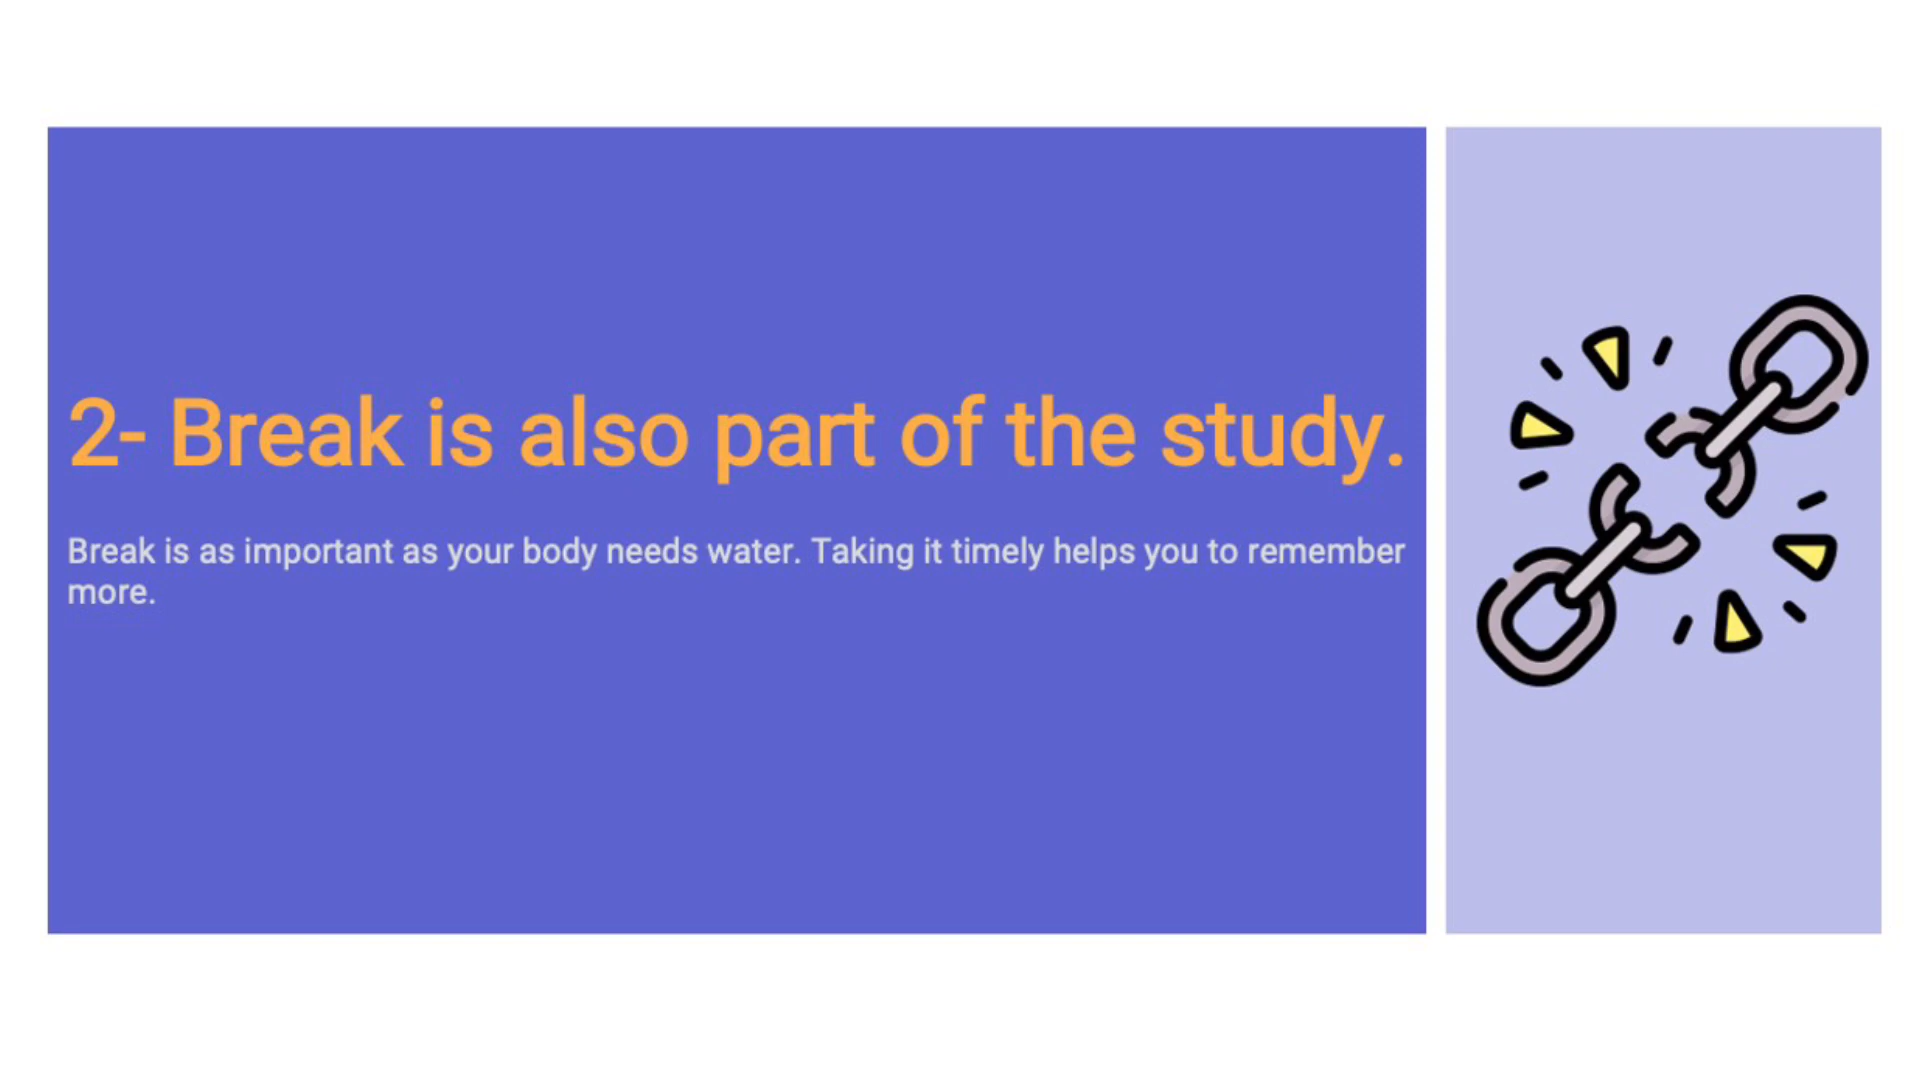 2- Break is also part of the study.
Break is as important as your body needs water. Taking it timely helps you to remember
more.